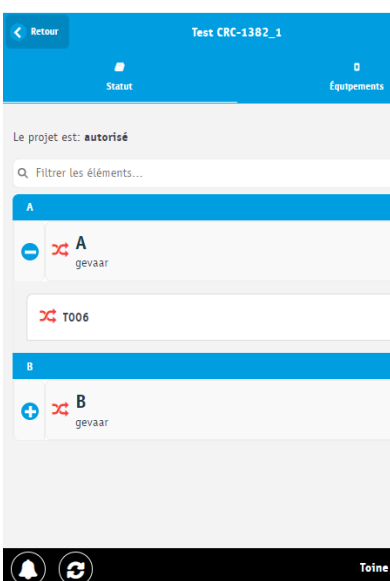 Retour
Test CRC-1382_1
Statut
Équipements
Le projet est: autorisé
Filtrer les éléments...
A
A
gevaar
T006
B
B
gevaar
Toine